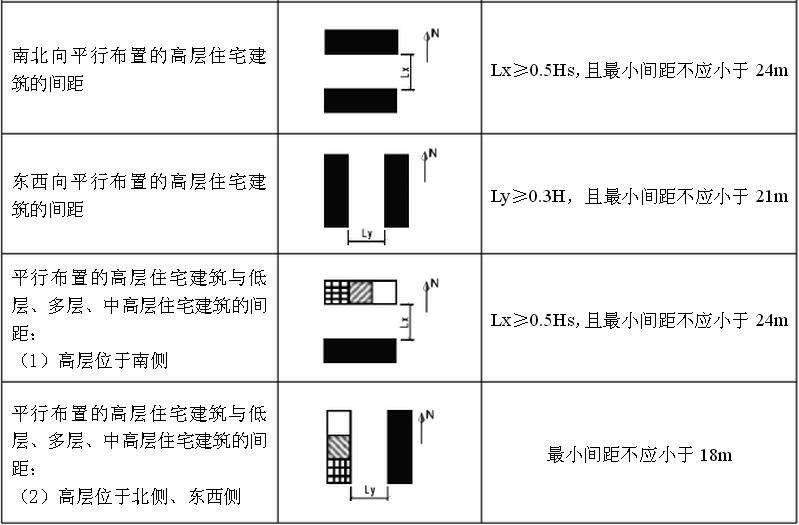 南北向平行布置的高层住宅建
筑的间距
N
Lx
Lx≥0.5Hs,且最小间距不应小于 24m
东西向平行布置的高层住宅建
筑的间距
N
Ly
Ly≥0.3H，且最小间距不应小于 21m
平行布置的高层住宅建筑与低
层、多层、中高层住宅建筑的间
距：
（1）高层位于南侧
N
Lx
Lx≥0.5Hs,且最小间距不应小于 24m
平行布置的高层住宅建筑与低
层、多层、中高层住宅建筑的间
距：
（2）高层位于北侧、东西侧
N
Ly
最小间距不应小于 18m